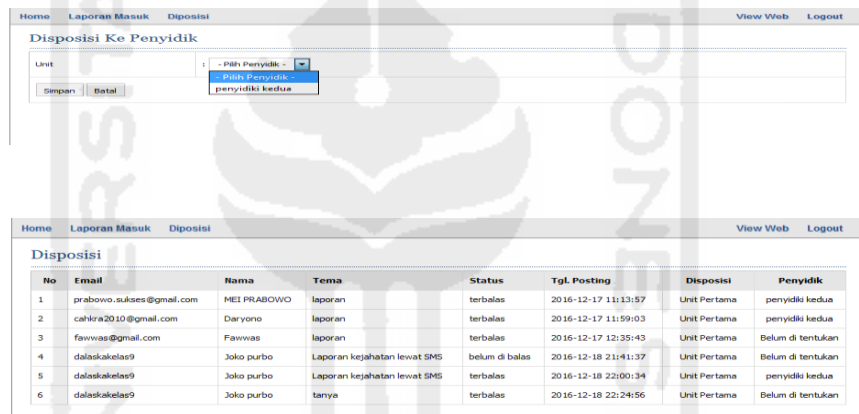 Home Laporan Masuk Diposisi View Web Logout
Disposisi Ke Penyidik
Unit : - Pilih Penyidik -
- Pilih Penyidik -
penyidiki kedua
Simpan Batal
Home Laporan Masuk Diposisi View Web Logout
Disposisi
No Email Nama Tema Status Tgl. Posting Disposisi Penyidik
1 prabowo.sukses@gmail.com MEI PRABOWO laporan terbalas 2016-12-17 11:13:57 Unit Pertama penyidiki kedua
2 cahkra2010@gmail.com Daryono laporan terbalas 2016-12-17 11:59:03 Unit Pertama penyidiki kedua
3 fawwas@gmail.com Fawwas laporan terbalas 2016-12-17 12:35:43 Unit Pertama Belum di tentukan
4 dalaskakelas9 Joko purbo Laporan kejahatan lewat SMS belum di balas 2016-12-18 21:41:37 Unit Pertama Belum di tentukan
5 dalaskakelas9 Joko purbo Laporan kejahatan lewat SMS terbalas 2016-12-18 22:00:34 Unit Pertama penyidiki kedua
6 dalaskakelas9 Joko purbo tanya terbalas 2016-12-18 22:24:56 Unit Pertama Belum di tentukan